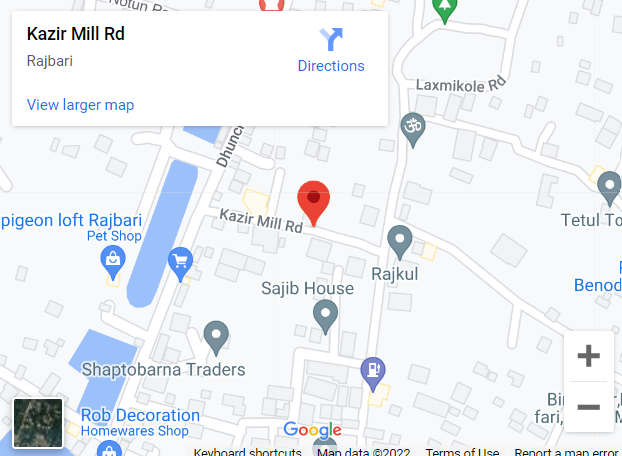 Notun
Kazir Mill Rd
Rajbari
Directions
View larger map
Laxmikole Rd
Kazir Mill Rd
pigeon loft Rajbari
Pet Shop
Tetul To
Rajkul
Benod
Sajib House
Shaptobarna Traders
Rob Decoration
Homewares Shop
fari,
Google
Keyboard shortcuts
Map data ©2022
Terms of Use
Report a map error